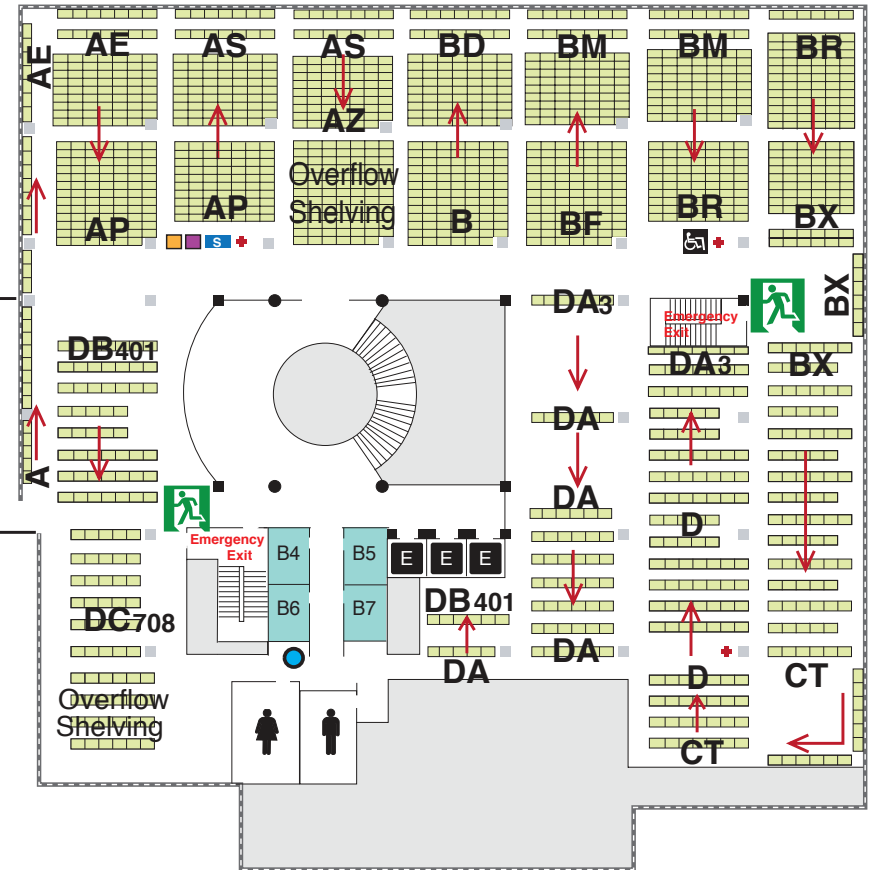 AE
AE
AS
AS
BD
BM
BM
BR
AZ
Overflow
Shelving
AP
AP
B
BF
BR
BX
S
BX
DA3
Emergency
Exit
DB401
DA3
BX
DA
A
DA
D
Emergency
Exit
B4
B5
E
E
E
B6
B7
DB401
DC708
DA
DA
D
CT
Overflow
Shelving
CT